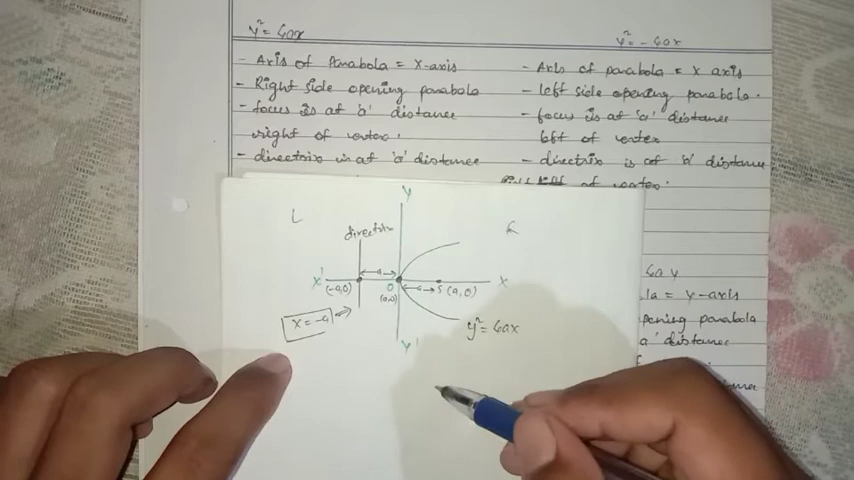 y² = 4ax
- Axis of Parabola = X-axis
- Right side opening parabola
- focus is at 'a' distance
right of vertex.
- directrix is at 'a' distance
y² = - 4ax
- Axis of parabola = X axis
- left side opening parabola.
- focus is at 'a' distance
left of vertex
- directrix is at 'a' distance
of vertex.
4a y
la = y-axis
pening parabola
a' distance
L
Y
directrix
R
X'
a
X
(-a,0)
O
(0,0)
a
S (a, 0)
x = -a
y² = 4ax
Y'